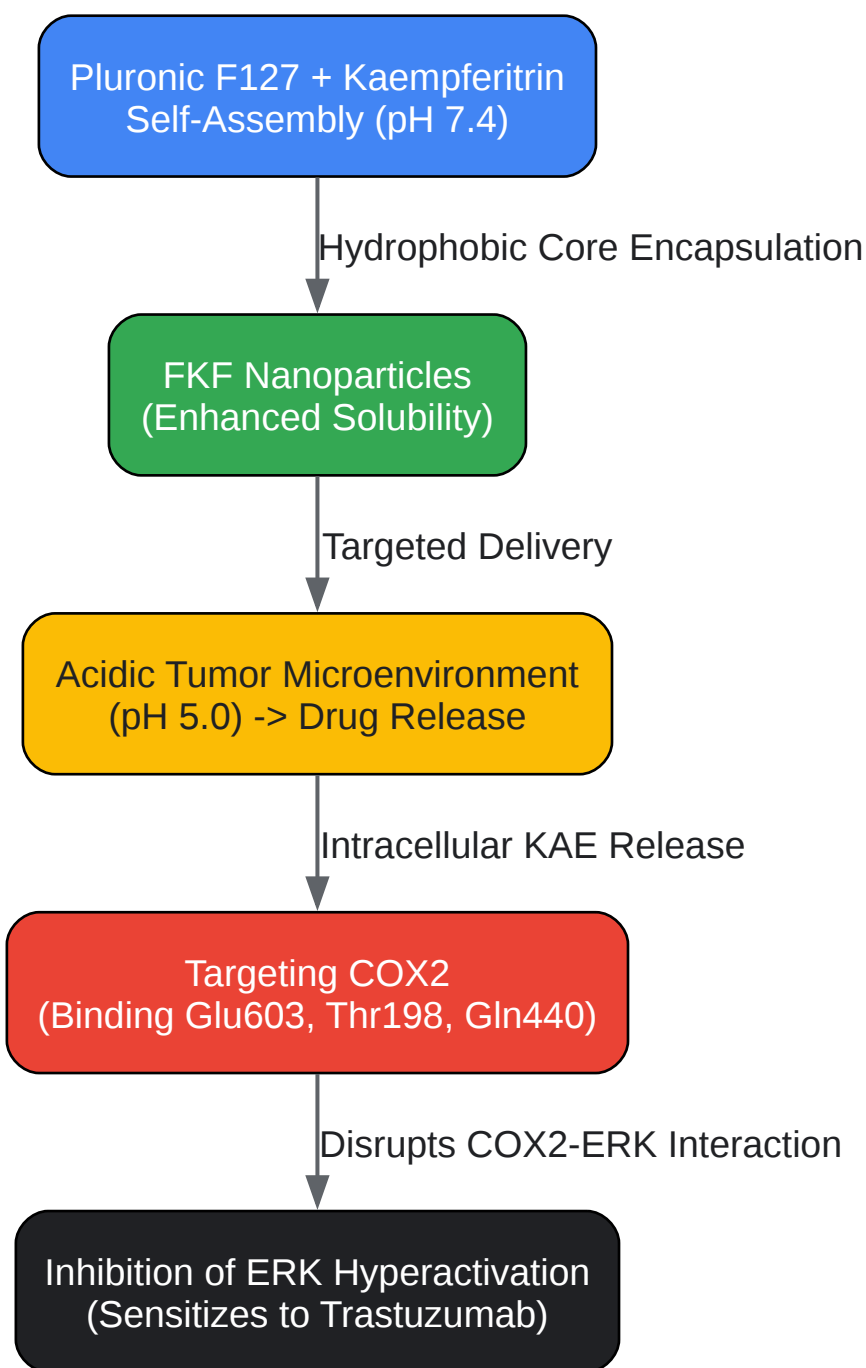 Pluronic F127 + Kaempferitrin
Self-Assembly (pH 7.4)
Hydrophobic Core Encapsulation
FKF Nanoparticles
(Enhanced Solubility)
Targeted Delivery
Acidic Tumor Microenvironment
(pH 5.0) -> Drug Release
Intracellular KAE Release
Targeting COX2
(Binding Glu603, Thr198, Gln440)
Disrupts COX2-ERK Interaction
Inhibition of ERK Hyperactivation
(Sensitizes to Trastuzumab)